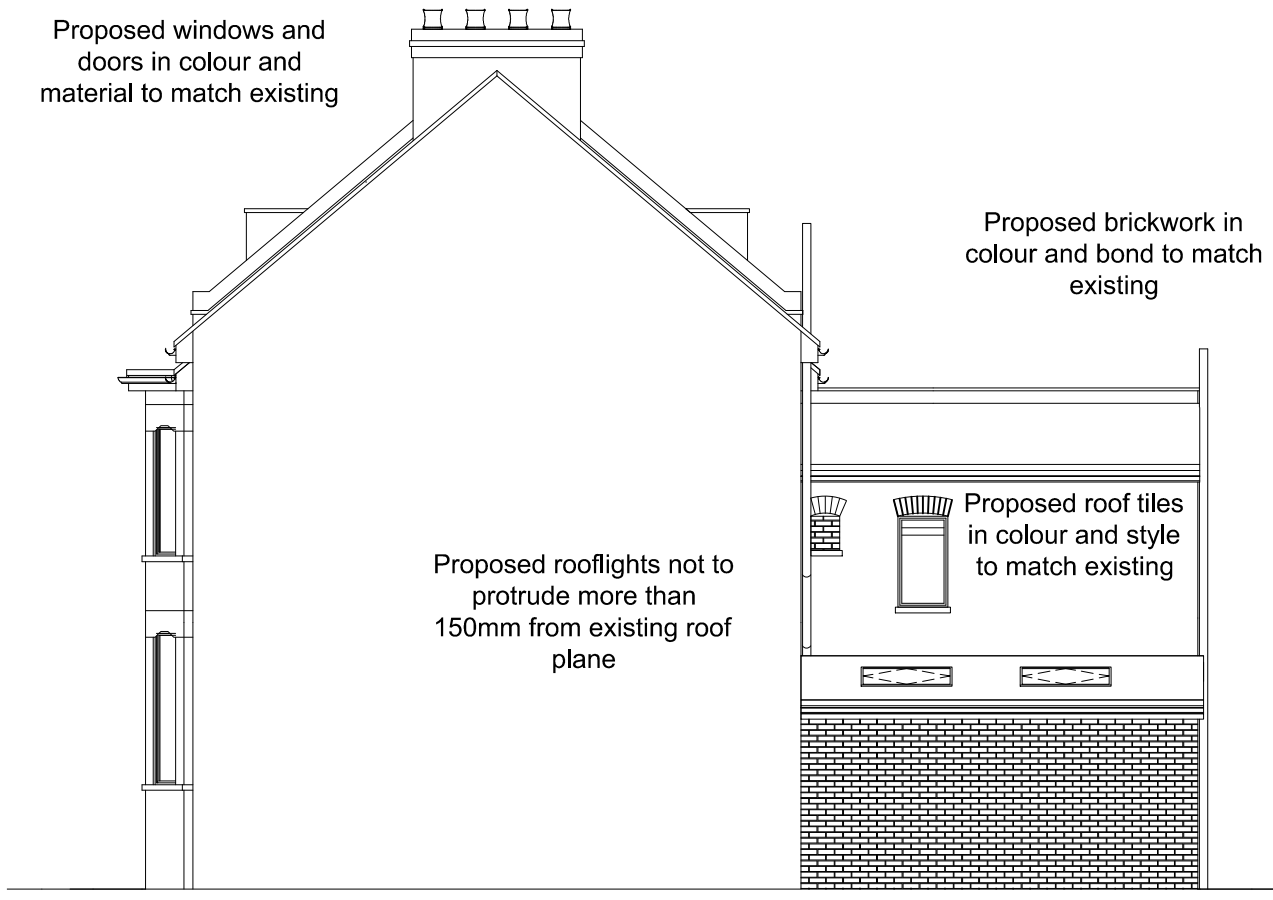 Proposed windows and
doors in colour and
material to match existing
Proposed brickwork in
colour and bond to match
existing
Proposed roof tiles
in colour and style
to match existing
Proposed rooflights not to
protrude more than
150mm from existing roof
plane